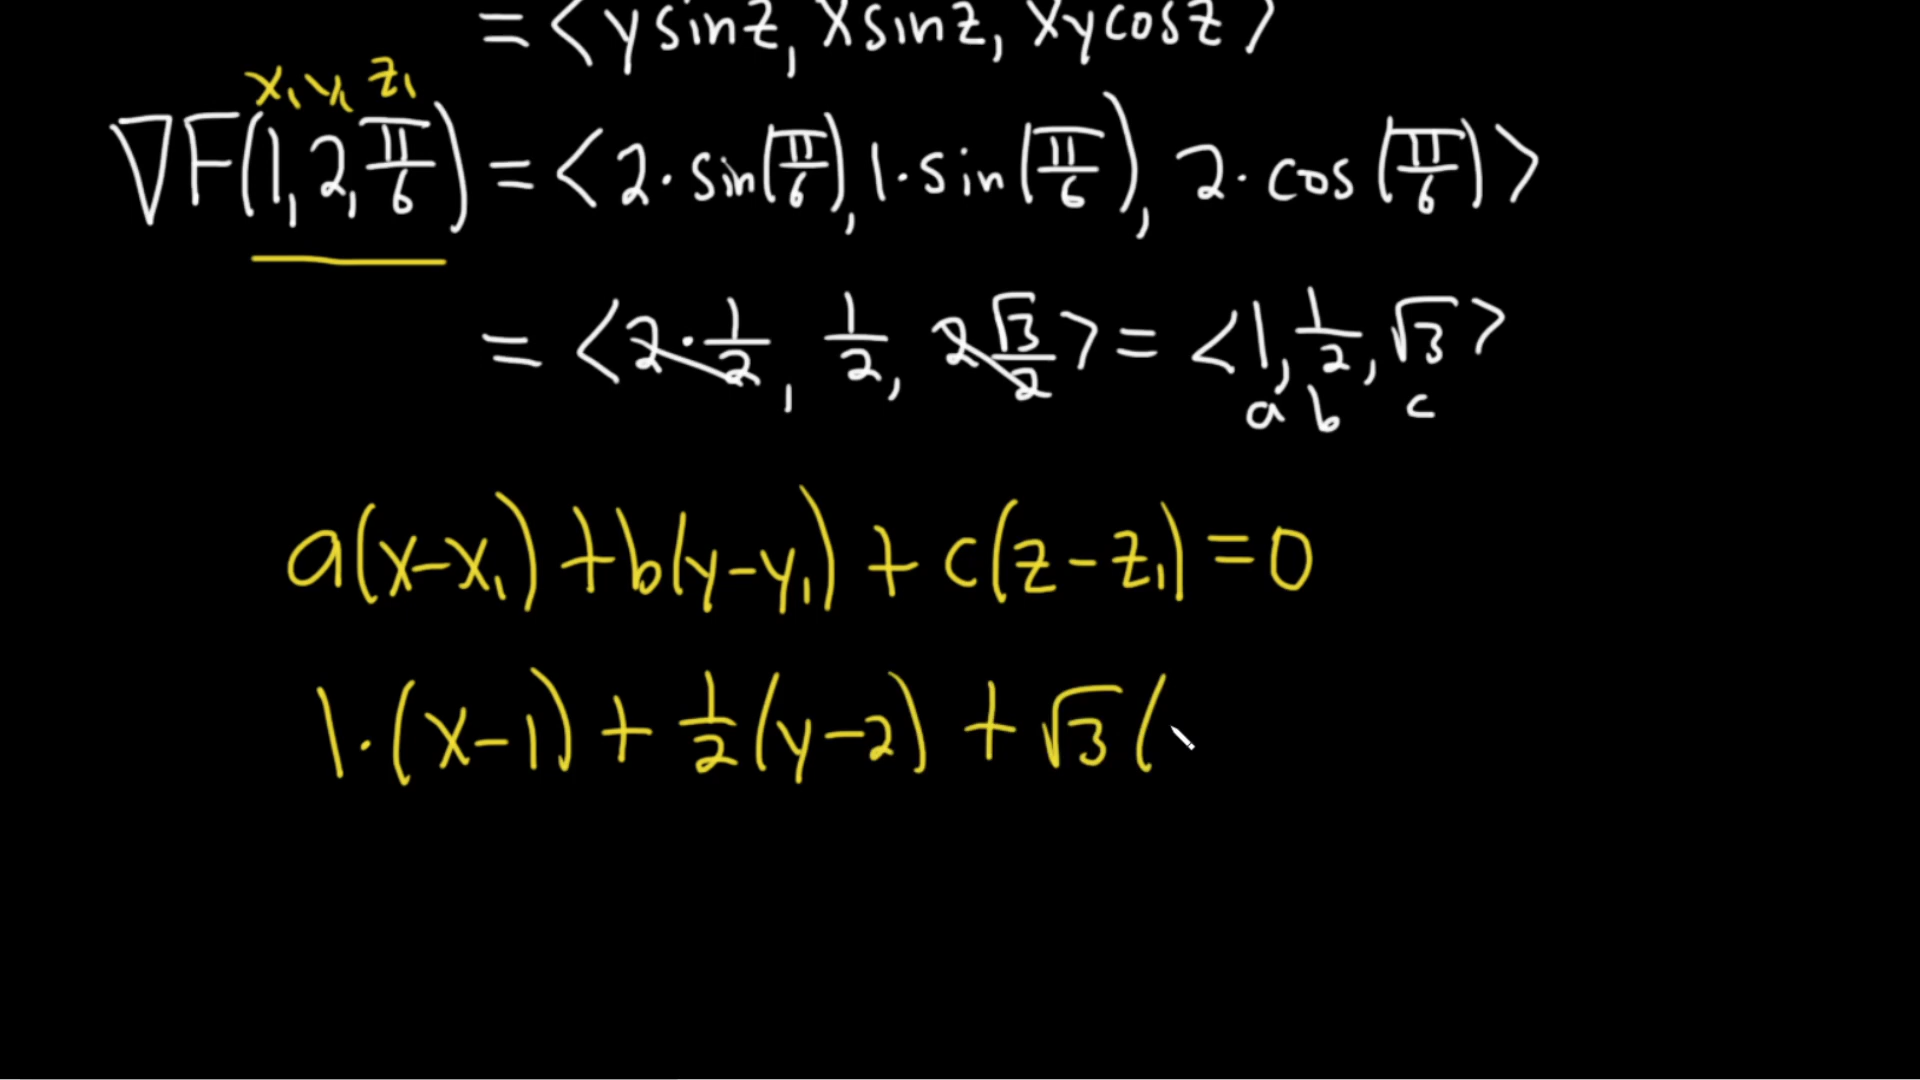 = ⟨y sin z, x sin z, xy cos z⟩
x₁ y₁ z₁
∇F(1, 2, π/6) = ⟨2·sin(π/6), 1·sin(π/6), 2·cos(π/6)⟩
= ⟨2·1/2, 1/2, 2√3/2⟩ = ⟨1, 1/2, √3⟩
a b c
a(x-x₁) + b(y-y₁) + c(z-z₁) = 0
1·(x-1) + 1/2(y-2) + √3(